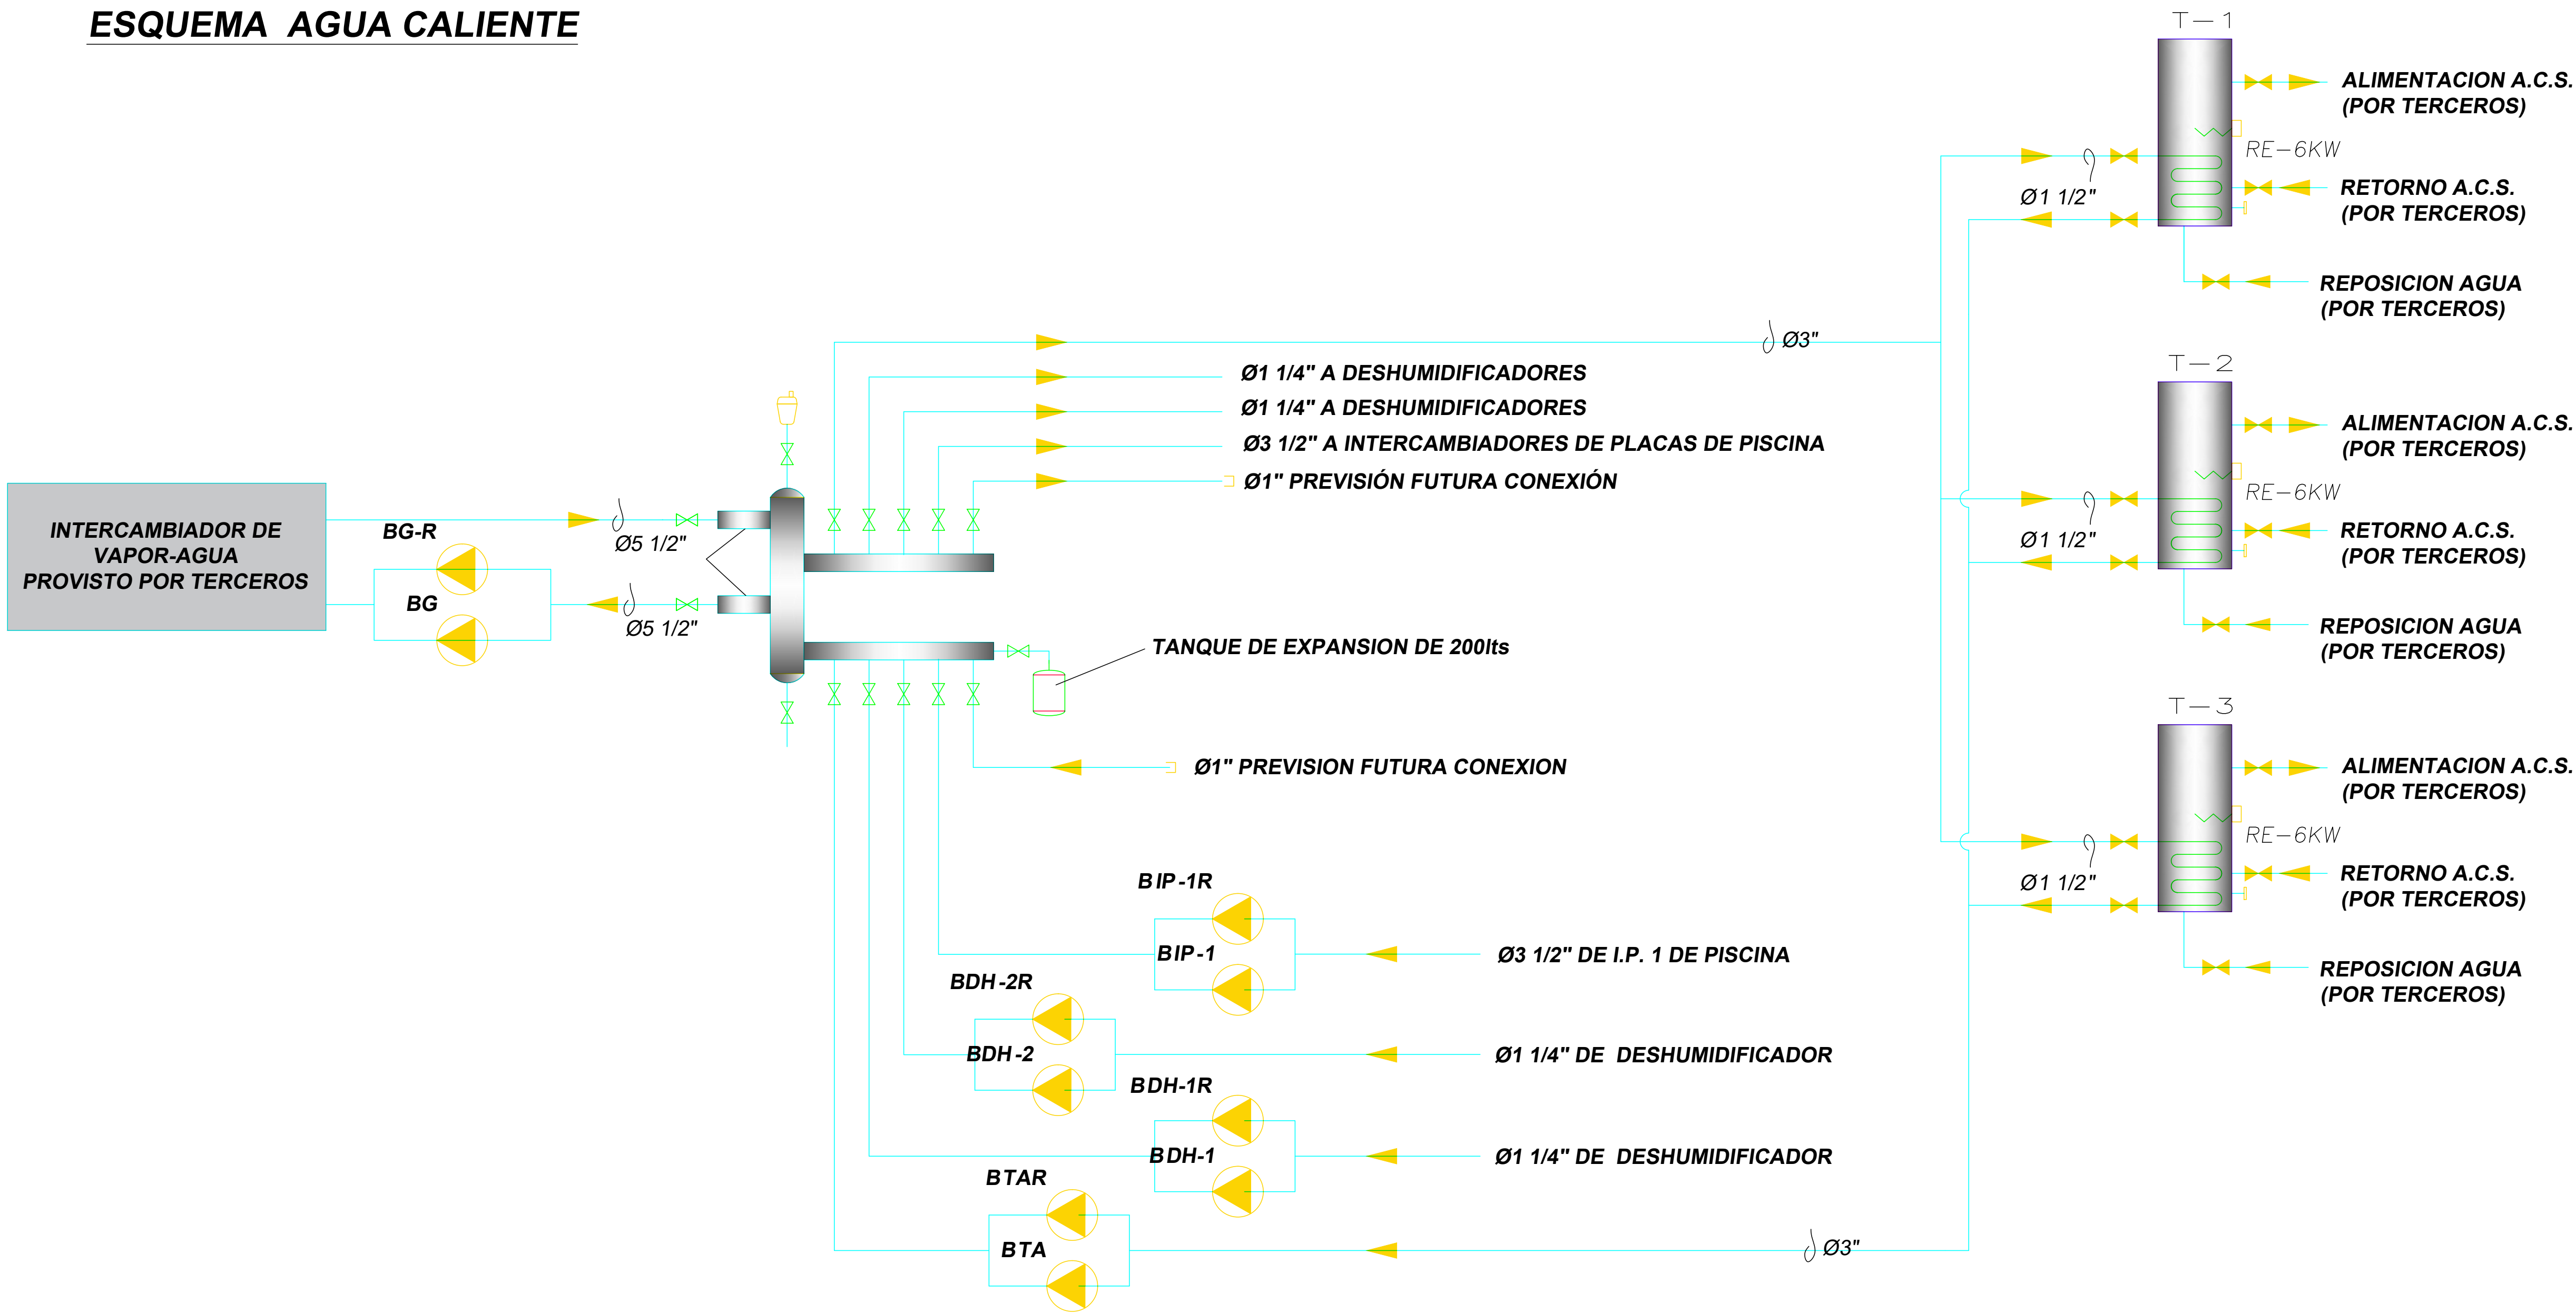 ESQUEMA AGUA CALIENTE
T-1
ALIMENTACION A.C.S.
(POR TERCEROS)
RE-6KW
Ø1 1/2"
RETORNO A.C.S.
(POR TERCEROS)
REPOSICION AGUA
(POR TERCEROS)
Ø3"
Ø1 1/4" A DESHUMIDIFICADORES
Ø1 1/4" A DESHUMIDIFICADORES
Ø3 1/2" A INTERCAMBIADORES DE PLACAS DE PISCINA
Ø1" PREVISIÓN FUTURA CONEXIÓN
T-2
ALIMENTACION A.C.S.
(POR TERCEROS)
RE-6KW
Ø1 1/2"
RETORNO A.C.S.
(POR TERCEROS)
REPOSICION AGUA
(POR TERCEROS)
INTERCAMBIADOR DE
VAPOR-AGUA
PROVISTO POR TERCEROS
BG-R
BG
Ø5 1/2"
Ø5 1/2"
TANQUE DE EXPANSION DE 200lts
Ø1" PREVISION FUTURA CONEXION
T-3
ALIMENTACION A.C.S.
(POR TERCEROS)
RE-6KW
Ø1 1/2"
RETORNO A.C.S.
(POR TERCEROS)
REPOSICION AGUA
(POR TERCEROS)
BIP-1R
BIP-1
Ø3 1/2" DE I.P. 1 DE PISCINA
BDH-2R
BDH-2
Ø1 1/4" DE DESHUMIDIFICADOR
BDH-1R
BDH-1
Ø1 1/4" DE DESHUMIDIFICADOR
BTAR
BTA
Ø3"